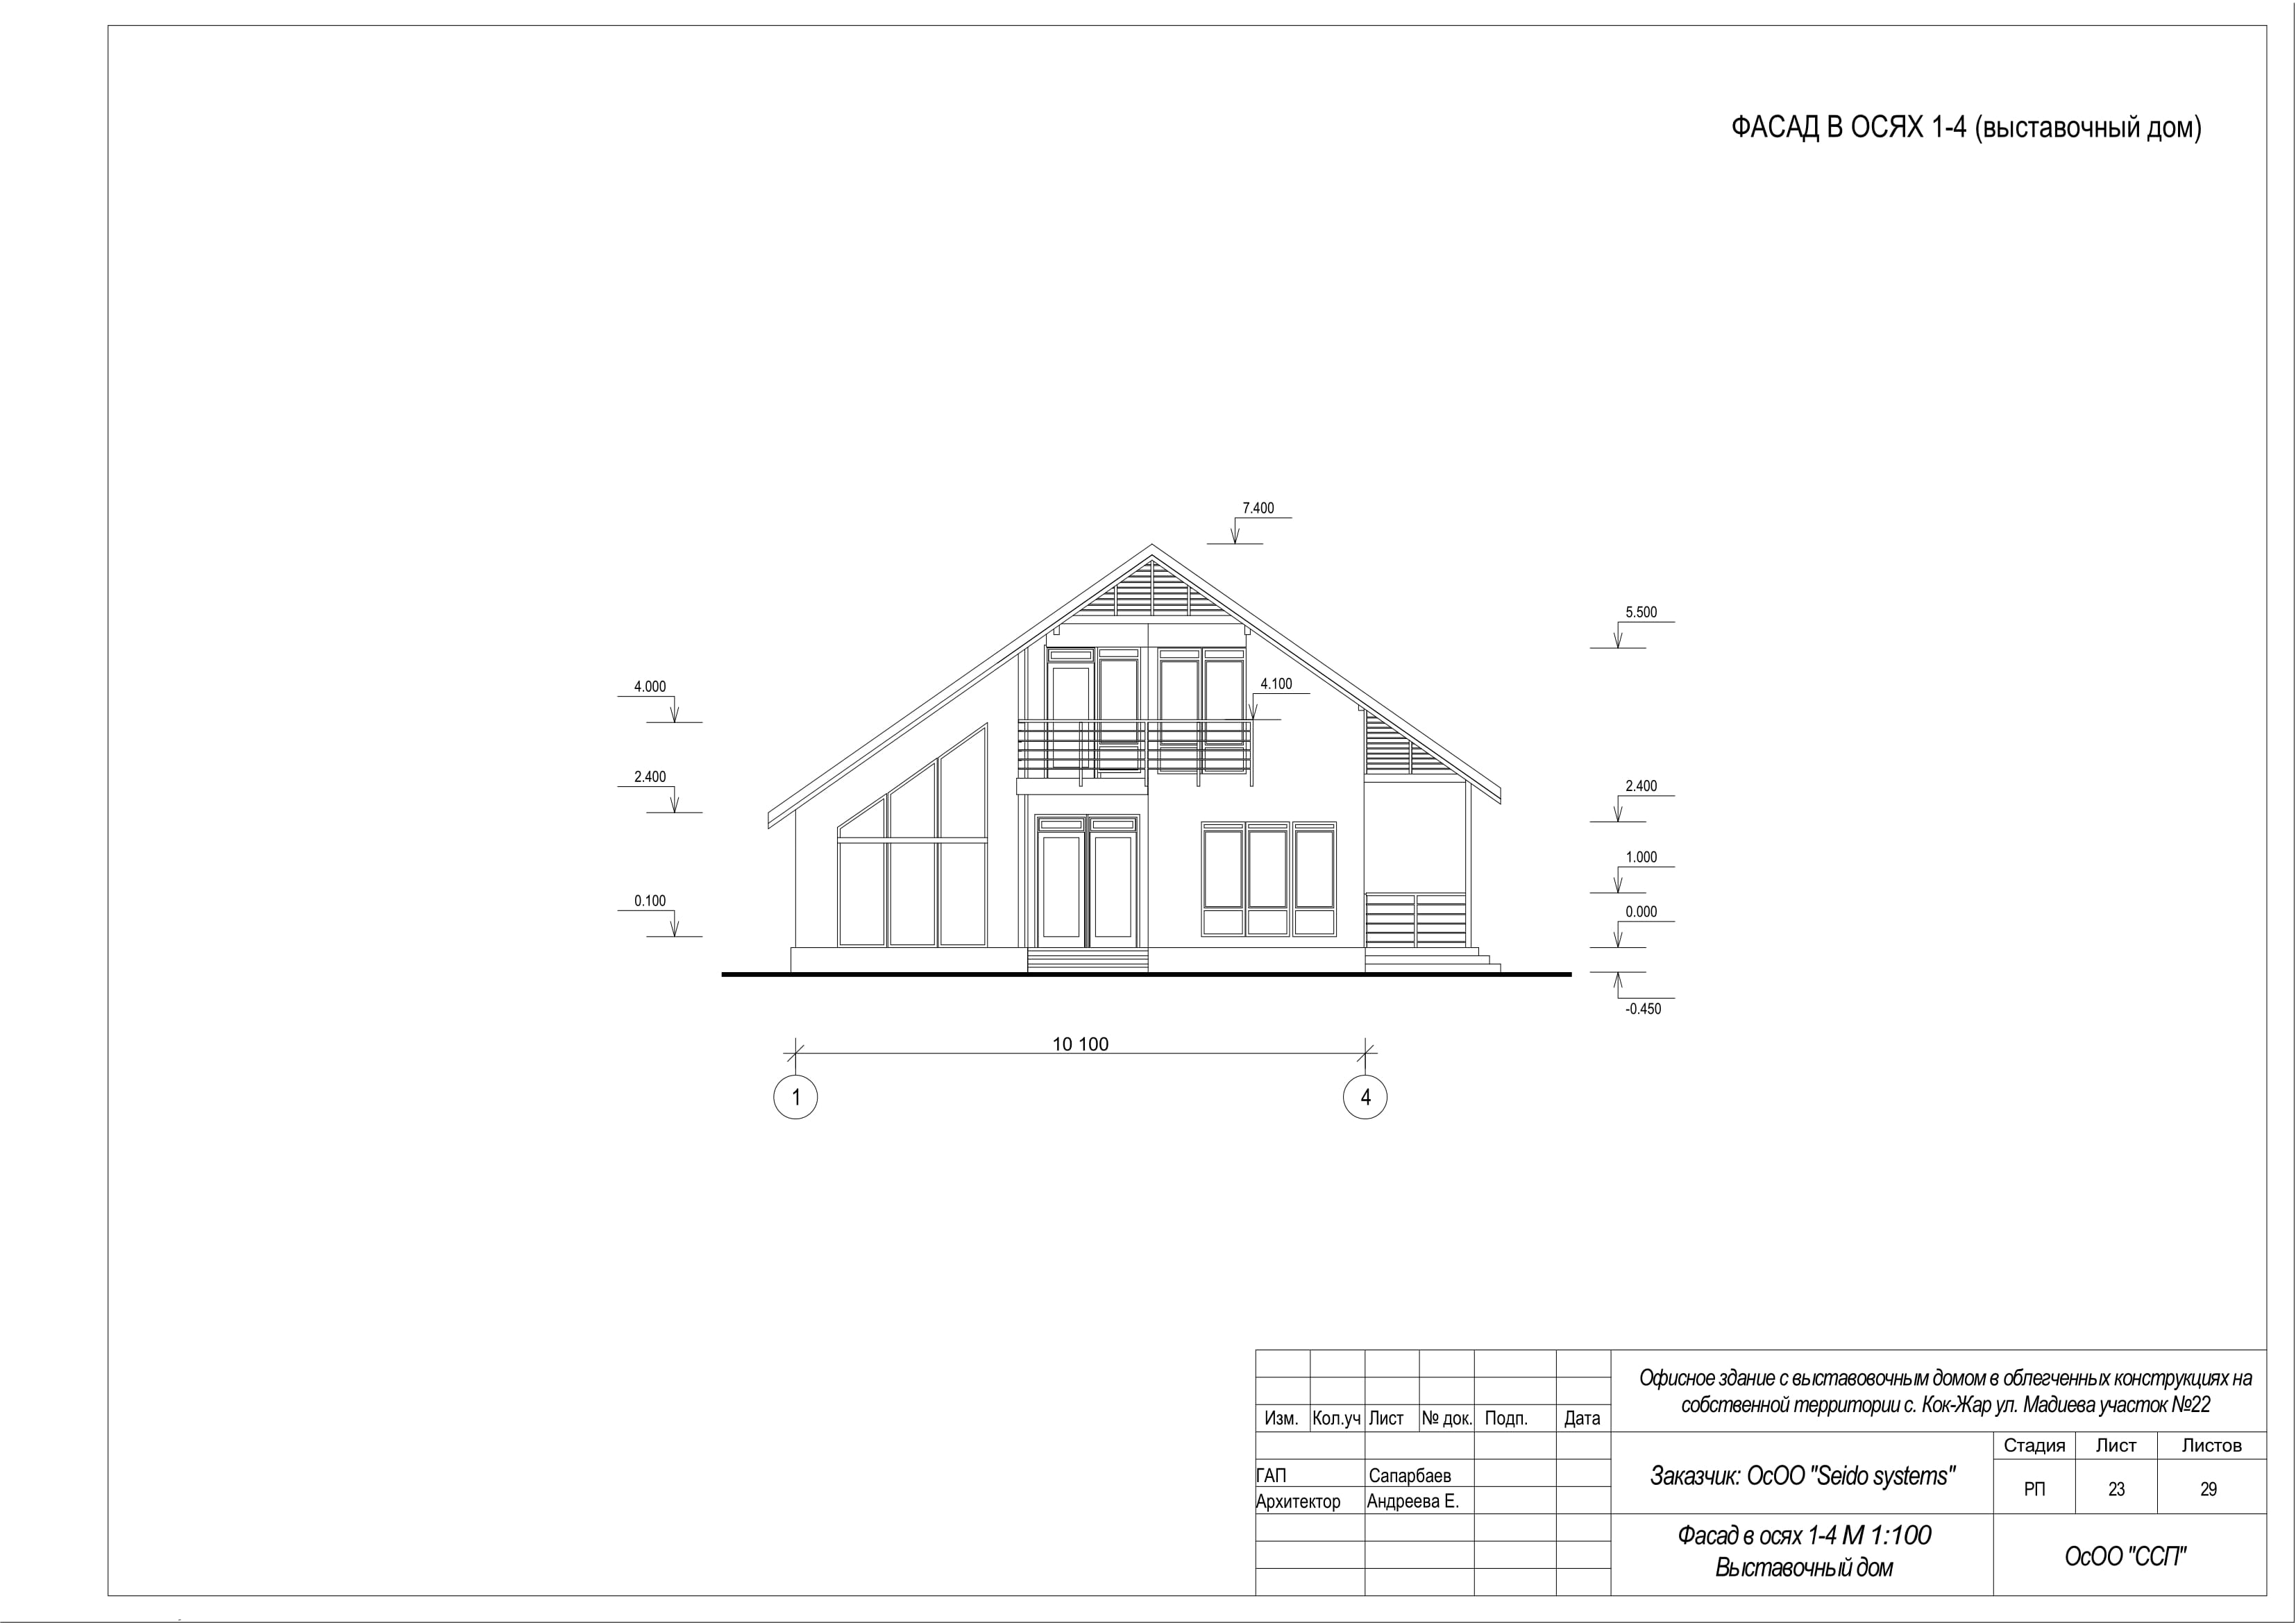 ФАСАД В ОСЯХ 1-4 (выставочный дом)
7.400
5.500
4.000
4.100
2.400
2.400
1.000
0.100
0.000
-0.450
10 100
1
4
Офисное здание с выставовочным домом в облегченных конструкциях на
собственной территории с. Кок-Жар ул. Мадиева участок №22
Изм. Кол.уч Лист № док. Подп. Дата
Стадия Лист Листов
ГАП Сапарбаев
Заказчик: ОсОО "Seido systems"
РП 23 29
Архитектор Андреева Е.
Фасад в осях 1-4 М 1:100
Выставочный дом
ОсОО "ССП"